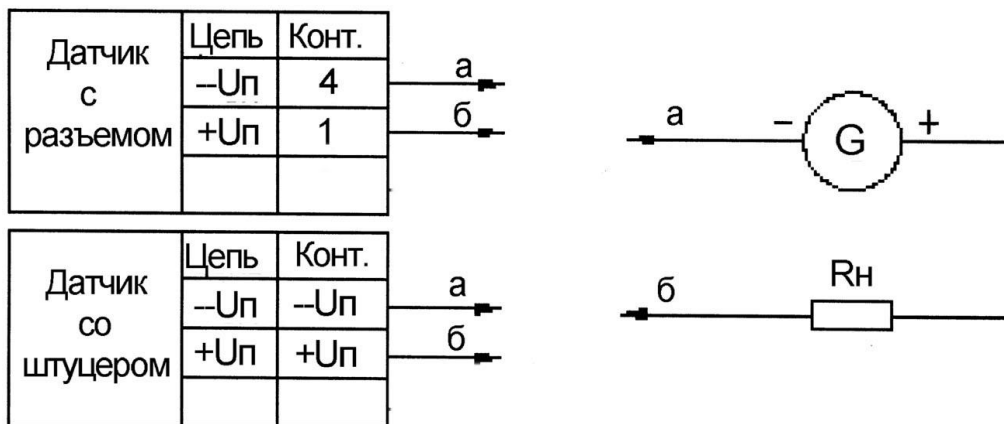 Датчик
с
разъемом
Цепь Конт.
--Uп 4
+Uп 1
а
б
Датчик
со
штуцером
Цепь Конт.
--Uп --Uп
+Uп +Uп
а
б
а − G +
б Rн